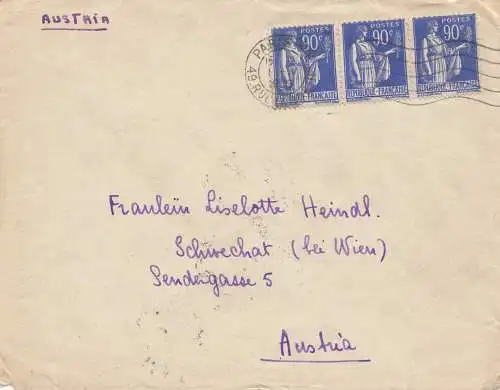 AUSTRIA
POSTES POSTES POSTES
90c 90c 90c
REPUBLIQUE-FRANÇAISE REPUBLIQUE-FRANÇAISE REPUBLIQUE-FRANÇAISE
Fraulein Liselotte Heindl.
Schwechat (bei Wien)
Sendergasse 5
Austria